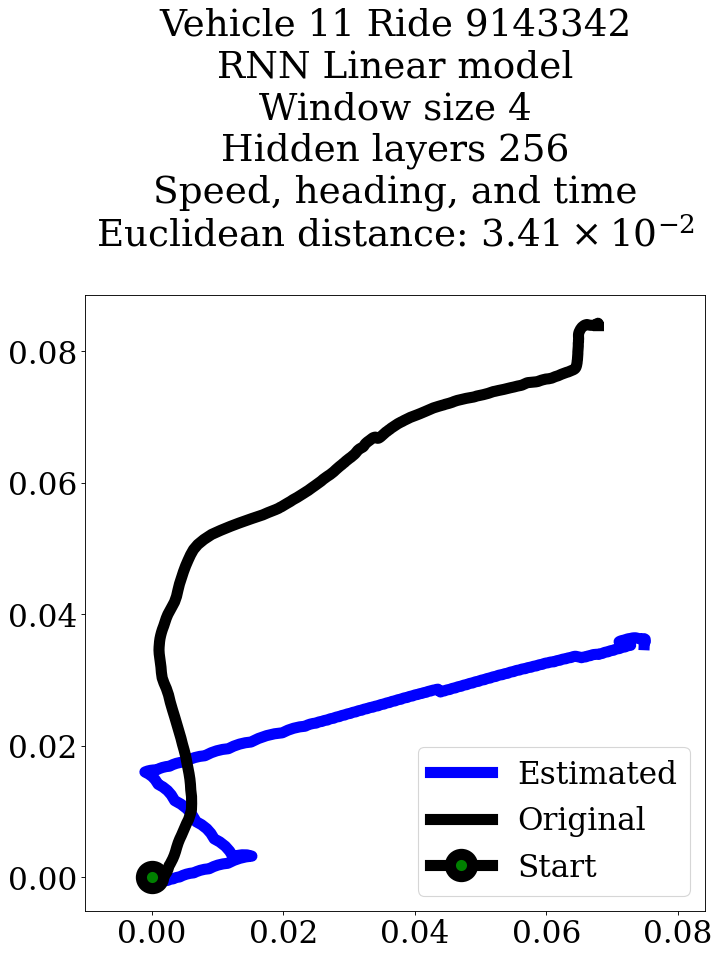 Vehicle 11 Ride 9143342
RNN Linear model
Window size 4
Hidden layers 256
Speed, heading, and time
Euclidean distance: 3.41 × 10⁻²
0.08
0.06
0.04
0.02
0.00
Estimated
Original
Start
0.00 0.02 0.04 0.06 0.08